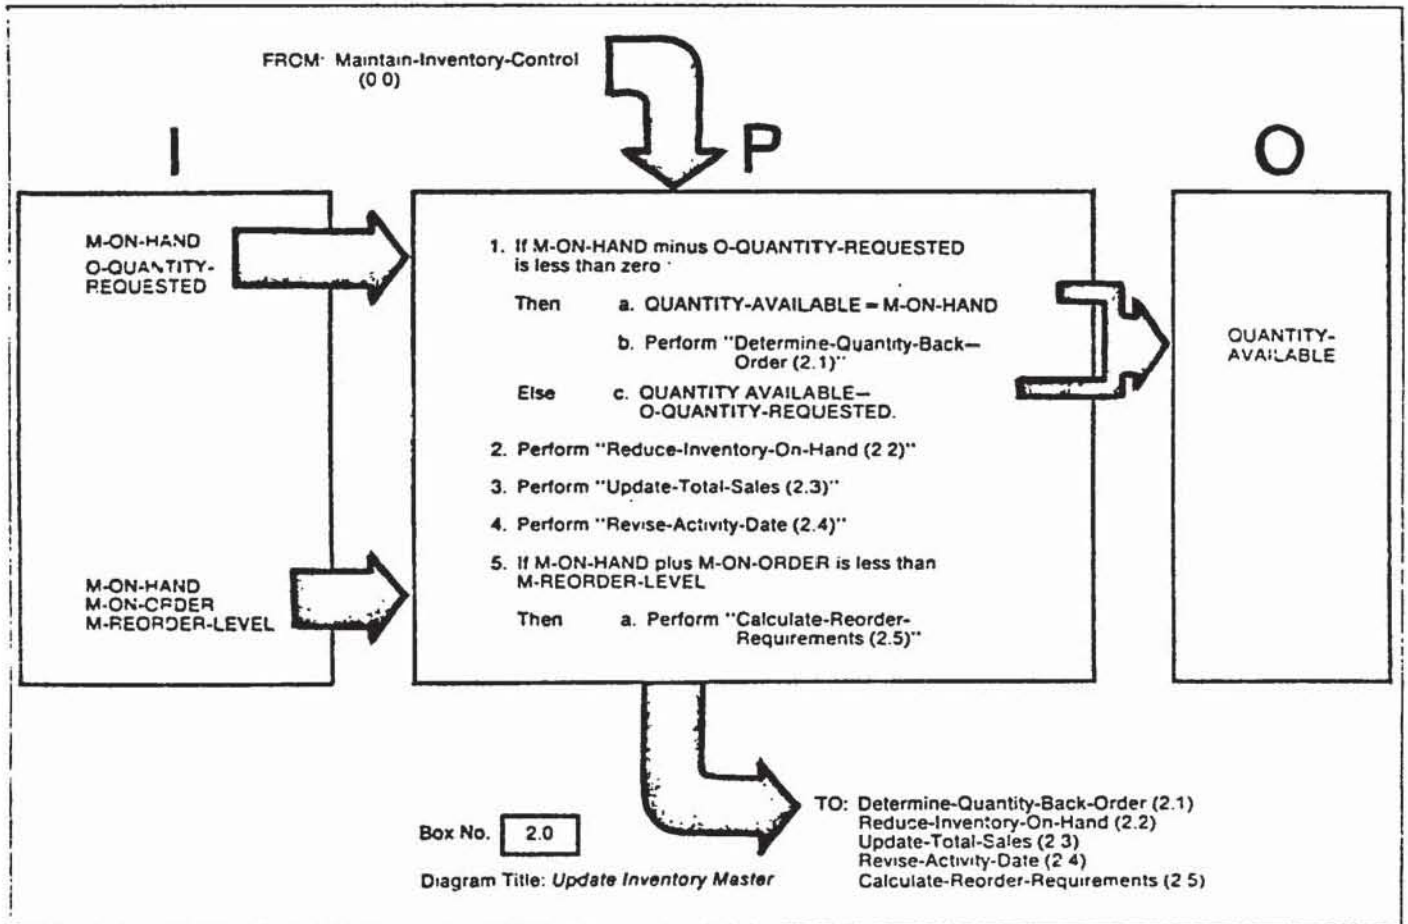 FROM: Maintain-Inventory-Control
(0 0)
I
P
O
M-ON-HAND
O-QUANTITY-
REQUESTED
M-ON-HAND
M-ON-ORDER
M-REORDER-LEVEL
1. If M-ON-HAND minus O-QUANTITY-REQUESTED
is less than zero
Then a. QUANTITY-AVAILABLE = M-ON-HAND
b. Perform "Determine-Quantity-Back—
Order (2.1)"
Else c. QUANTITY AVAILABLE—
O-QUANTITY-REQUESTED.
2. Perform "Reduce-Inventory-On-Hand (2 2)"
3. Perform "Update-Total-Sales (2.3)"
4. Perform "Revise-Activity-Date (2.4)"
5. If M-ON-HAND plus M-ON-ORDER is less than
M-REORDER-LEVEL
Then a. Perform "Calculate-Reorder-
Requirements (2.5)"
QUANTITY-
AVAILABLE
TO: Determine-Quantity-Back-Order (2.1)
Reduce-Inventory-On-Hand (2.2)
Update-Total-Sales (2 3)
Revise-Activity-Date (2 4)
Calculate-Reorder-Requirements (2 5)
Box No. 2.0
Diagram Title: Update Inventory Master